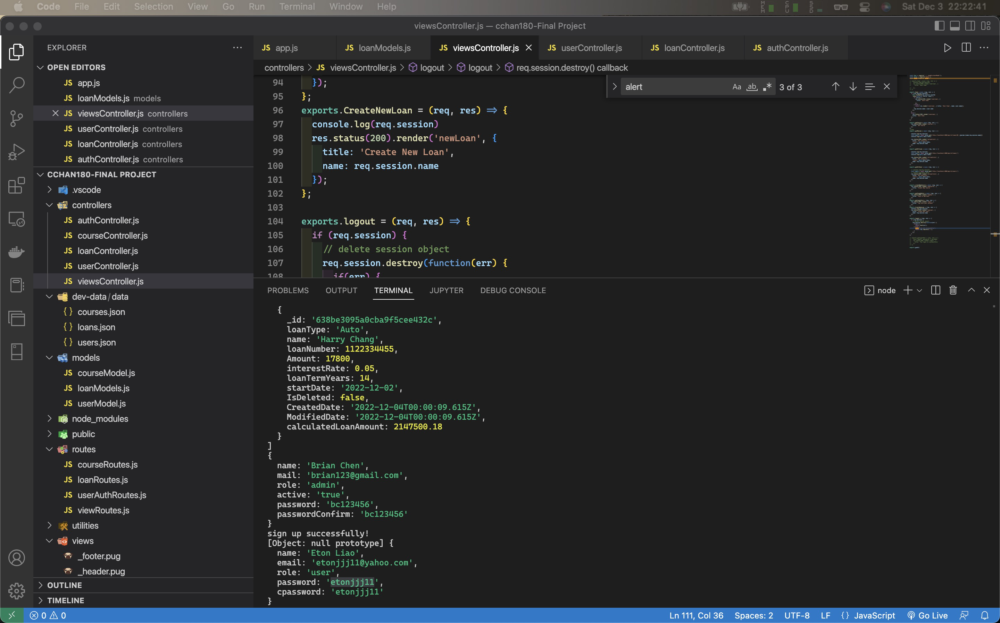 Code File Edit Selection View Go Run Terminal Window Help
MEM CPU SSD Sat Dec 3 22:22:41
viewsController.js — cchan180-Final Project
EXPLORER
OPEN EDITORS
JS app.js
JS loanModels.js models
JS viewsController.js controllers
JS userController.js controllers
JS loanController.js controllers
JS authController.js controllers
CCHAN180-FINAL PROJECT
.vscode
controllers
JS authController.js
JS courseController.js
JS loanController.js
JS userController.js
JS viewsController.js
dev-data / data
{} courses.json
{} loans.json
{} users.json
models
JS courseModel.js
JS loanModels.js
JS userModel.js
node_modules
public
routes
JS courseRoutes.js
JS loanRoutes.js
JS userAuthRoutes.js
JS viewRoutes.js
utilities
views
_footer.pug
_header.pug
OUTLINE
TIMELINE
JS app.js JS loanModels.js JS viewsController.js JS userController.js JS loanController.js JS authController.js
controllers > JS viewsController.js > logout > logout > req.session.destroy() callback
alert Aa ab .* 3 of 3
94 });
95 };
96 exports.CreateNewLoan = (req, res) => {
97 console.log(req.session)
98 res.status(200).render('newLoan', {
99 title: 'Create New Loan',
100 name: req.session.name
101 });
102 };
103
104 exports.logout = (req, res) => {
105 if (req.session) {
106 // delete session object
107 req.session.destroy(function(err) {
108 if(err) {
PROBLEMS OUTPUT TERMINAL JUPYTER DEBUG CONSOLE
node
{
_id: '638be3095a0cba9f5cee432c',
loanType: 'Auto',
name: 'Harry Chang',
loanNumber: 1122334455,
Amount: 17800,
interestRate: 0.05,
loanTermYears: 14,
startDate: '2022-12-02',
IsDeleted: false,
CreatedDate: '2022-12-04T00:00:09.615Z',
ModifiedDate: '2022-12-04T00:00:09.615Z',
calculatedLoanAmount: 2147500.18
}
]
{
name: 'Brian Chen',
mail: 'brian123@gmail.com',
role: 'admin',
active: 'true',
password: 'bc123456',
passwordConfirm: 'bc123456'
}
sign up successfully!
[Object: null prototype] {
name: 'Eton Liao',
email: 'etonjjj11@yahoo.com',
role: 'user',
password: 'etonjjj11',
cpassword: 'etonjjj11'
}
0 0
Ln 111, Col 36 Spaces: 2 UTF-8 LF {} JavaScript Go Live